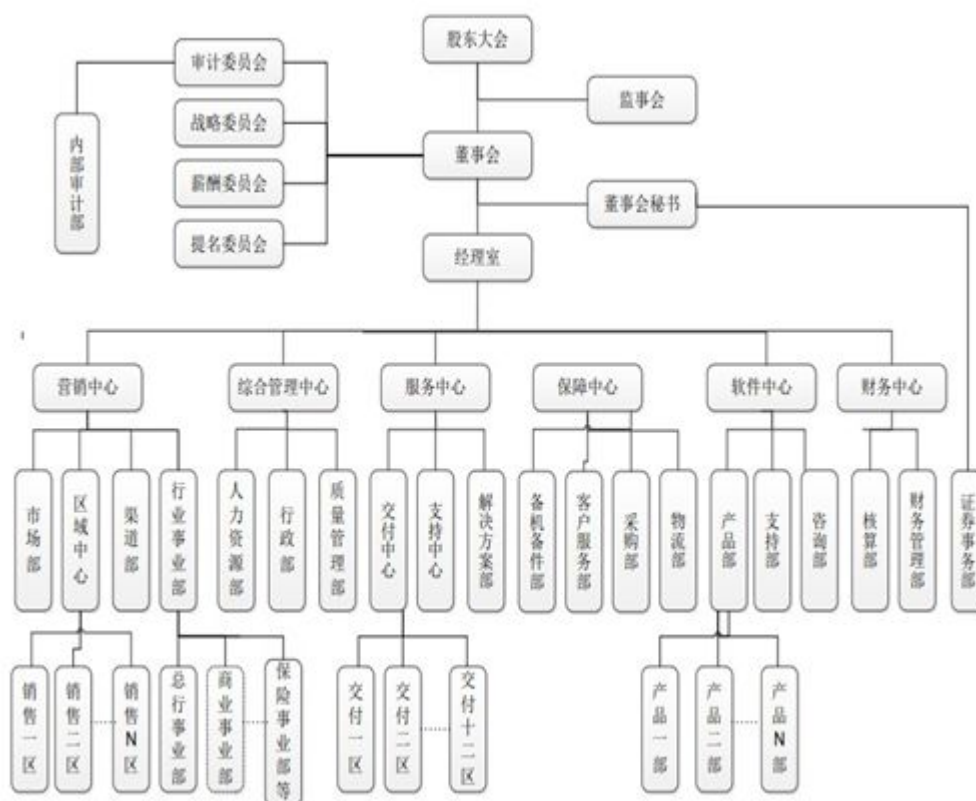 股东大会
审计委员会
监事会
战略委员会
内部审计部
董事会
薪酬委员会
董事会秘书
提名委员会
经理室
营销中心
综合管理中心
服务中心
保障中心
软件中心
财务中心
市场部
区域中心
渠道部
行业事业部
人力资源部
行政部
质量管理部
交付中心
支持中心
解决方案部
备机备件部
客户服务部
采购部
物流部
产品部
支持部
咨询部
核算部
财务管理部
证券事务部
销售一区
销售二区
销售N区
总行事业部
商业事业部
保险事业部等
交付一区
交付二区
交付十二区
产品一部
产品二部
产品N部